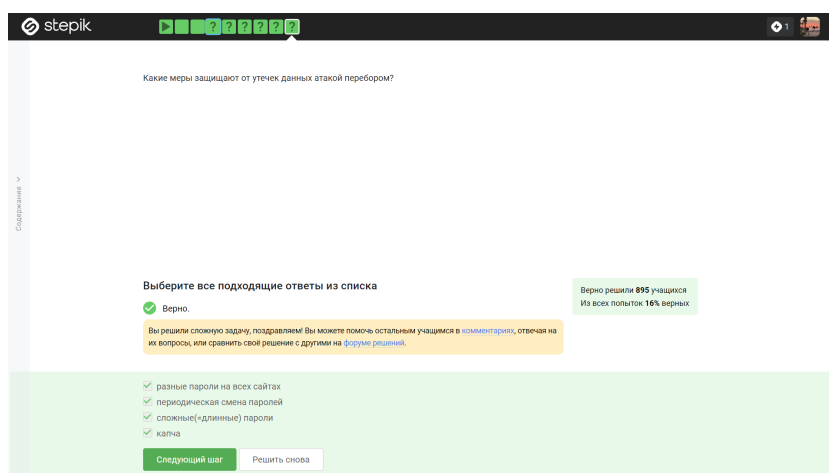 stepik
? ? ? ? ? ?
1
Какие меры защищают от утечек данных атакой перебором?
Содержание
Выберите все подходящие ответы из списка
Верно решили 895 учащихся
Из всех попыток 16% верных
Верно.
Вы решили сложную задачу, поздравляем! Вы можете помочь остальным учащимся в комментариях, отвечая на
их вопросы, или сравнить своё решение с другими на форуме решений.
разные пароли на всех сайтах
периодическая смена паролей
сложные(=длинные) пароли
капча
Следующий шаг
Решить снова